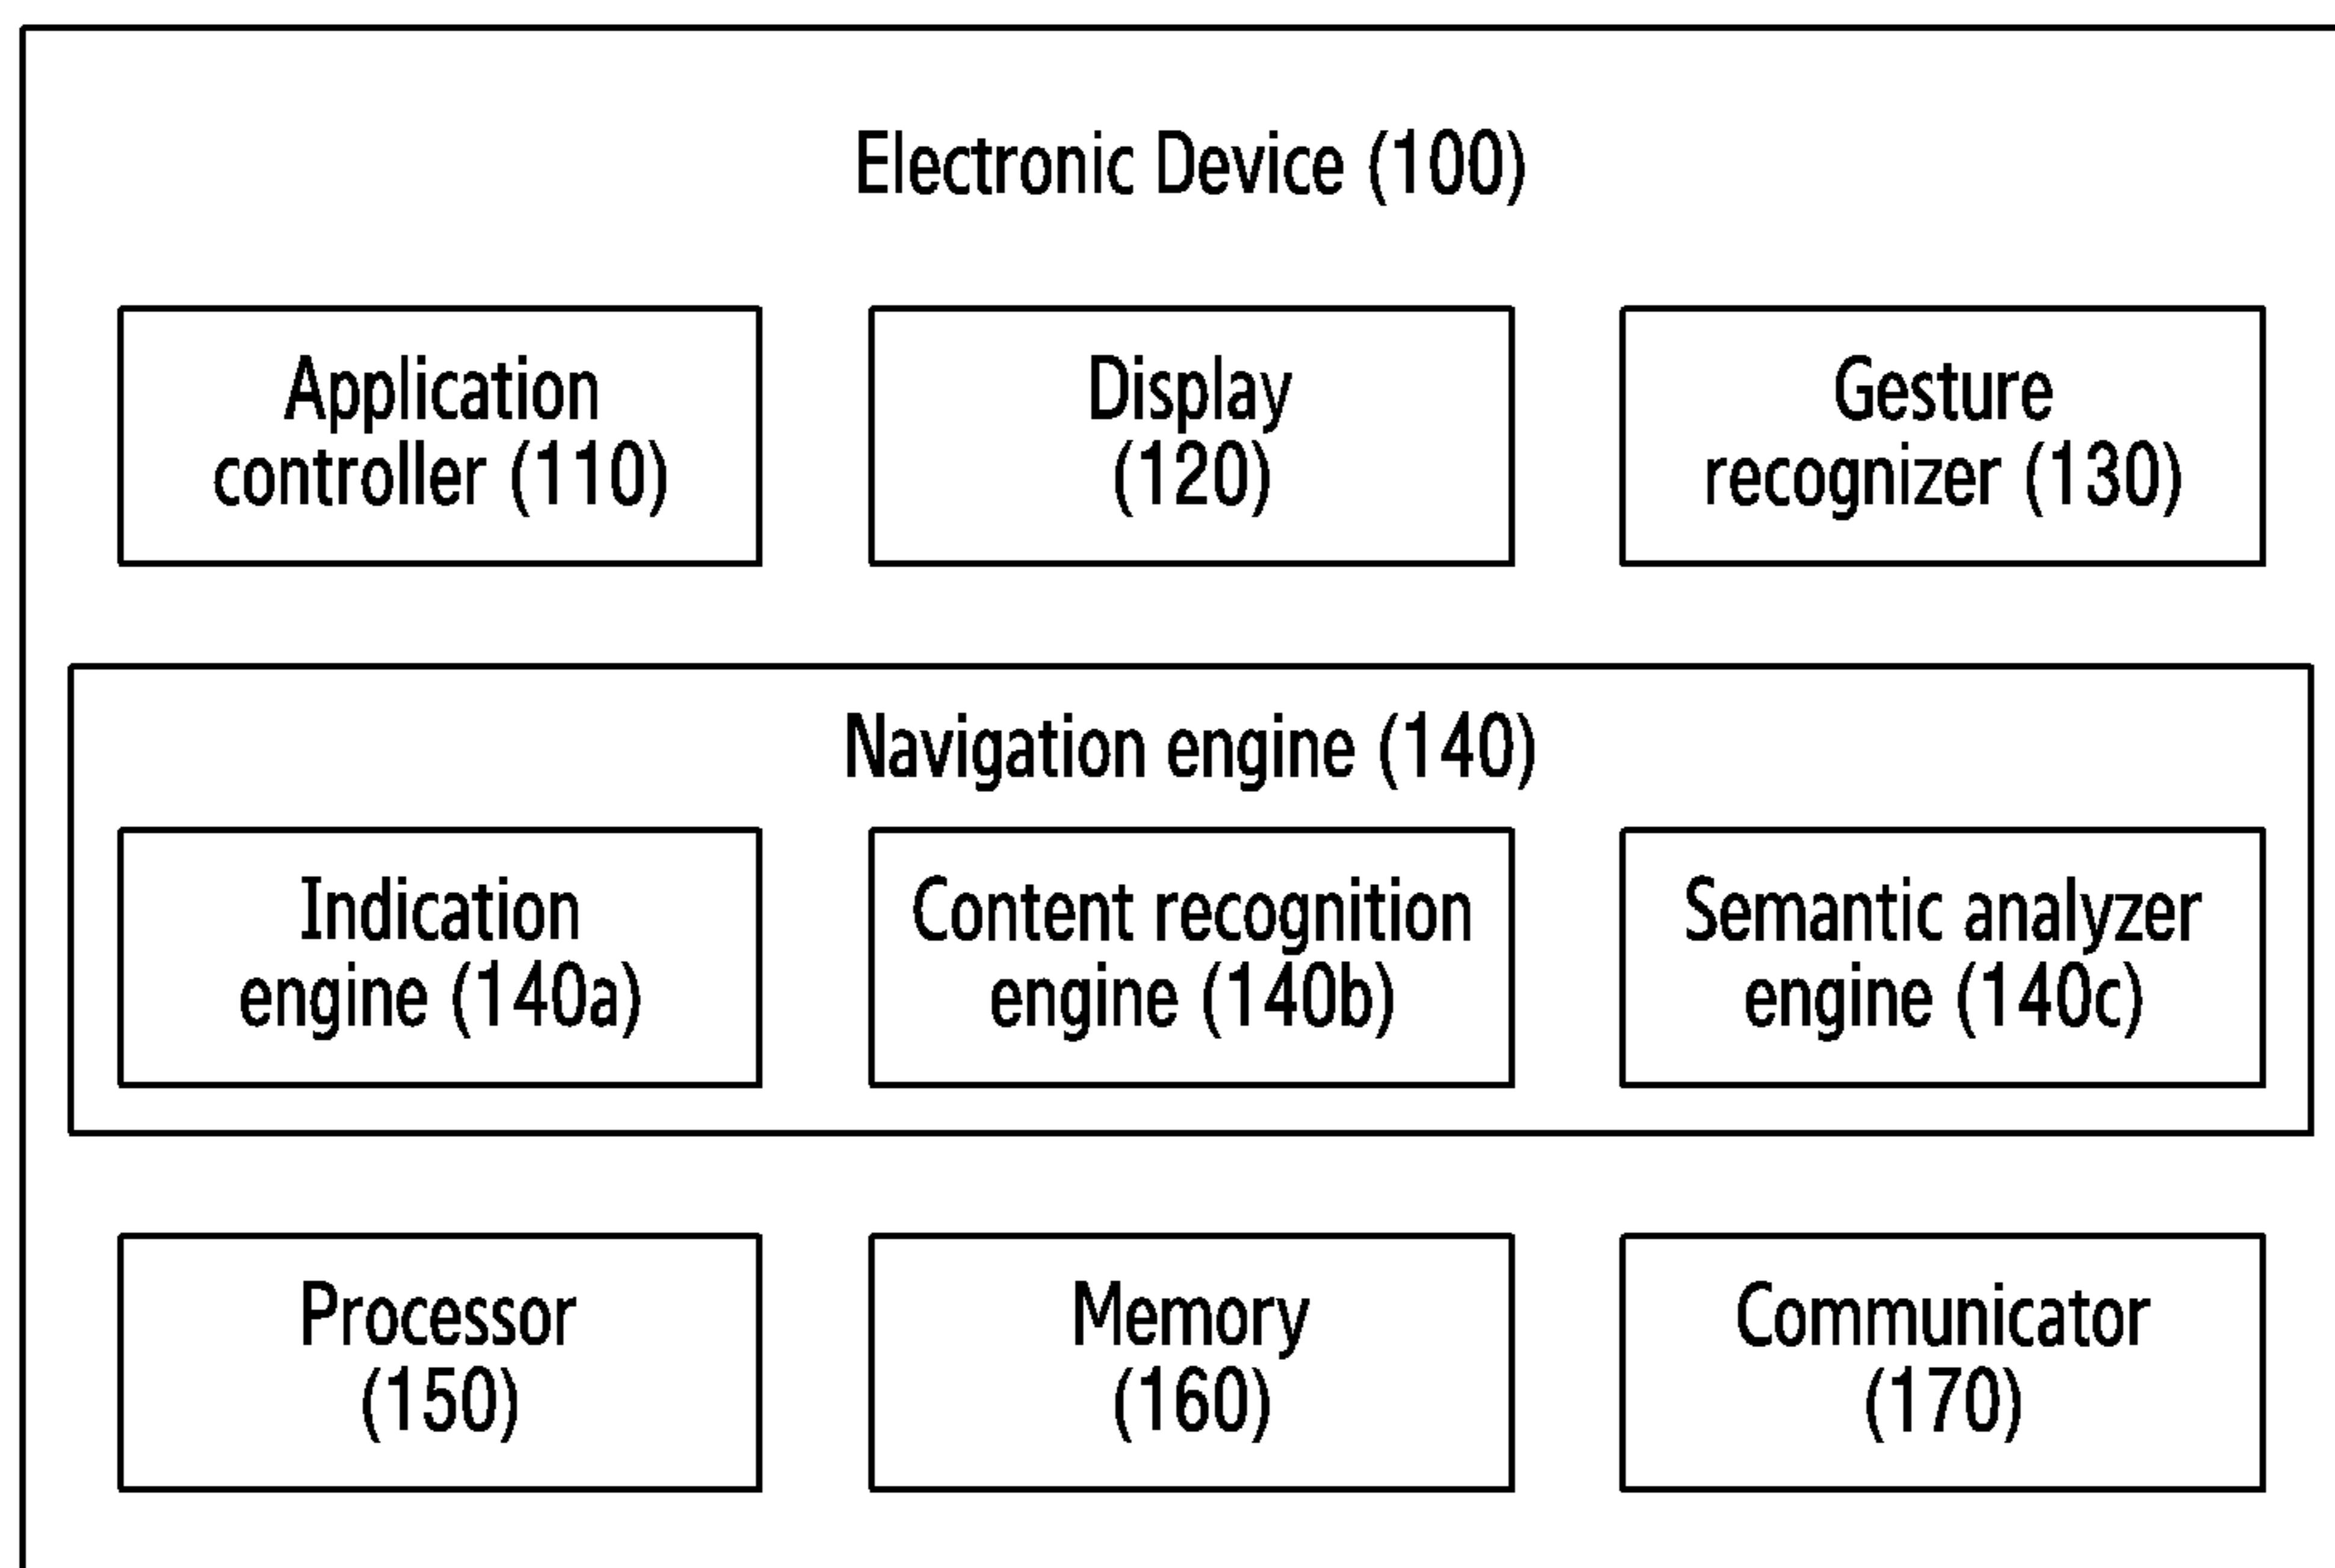 Electronic Device (100)
Application
controller (110)
Display
(120)
Gesture
recognizer (130)
Navigation engine (140)
Indication
engine (140a)
Content recognition
engine (140b)
Semantic analyzer
engine (140c)
Processor
(150)
Memory
(160)
Communicator
(170)